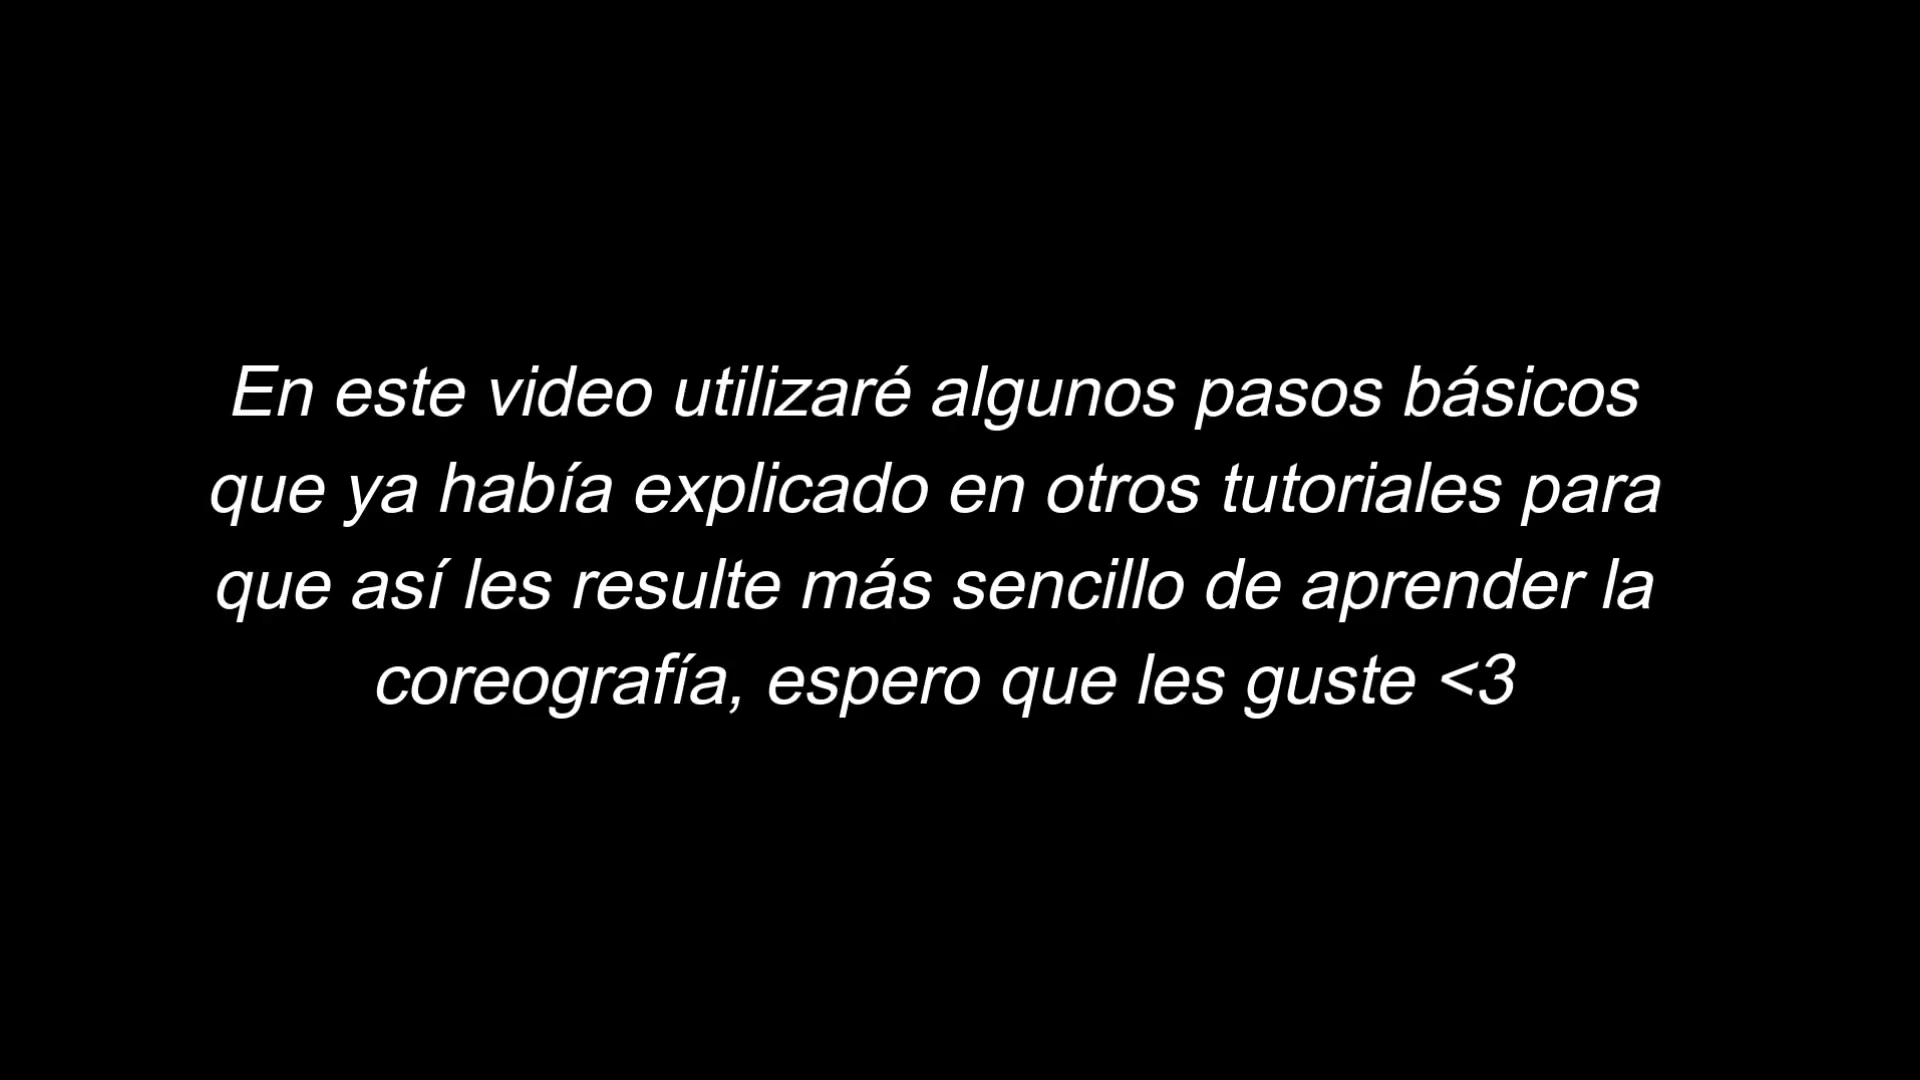 En este video utilizaré algunos pasos básicos
que ya había explicado en otros tutoriales para
que así les resulte más sencillo de aprender la
coreografía, espero que les guste <3